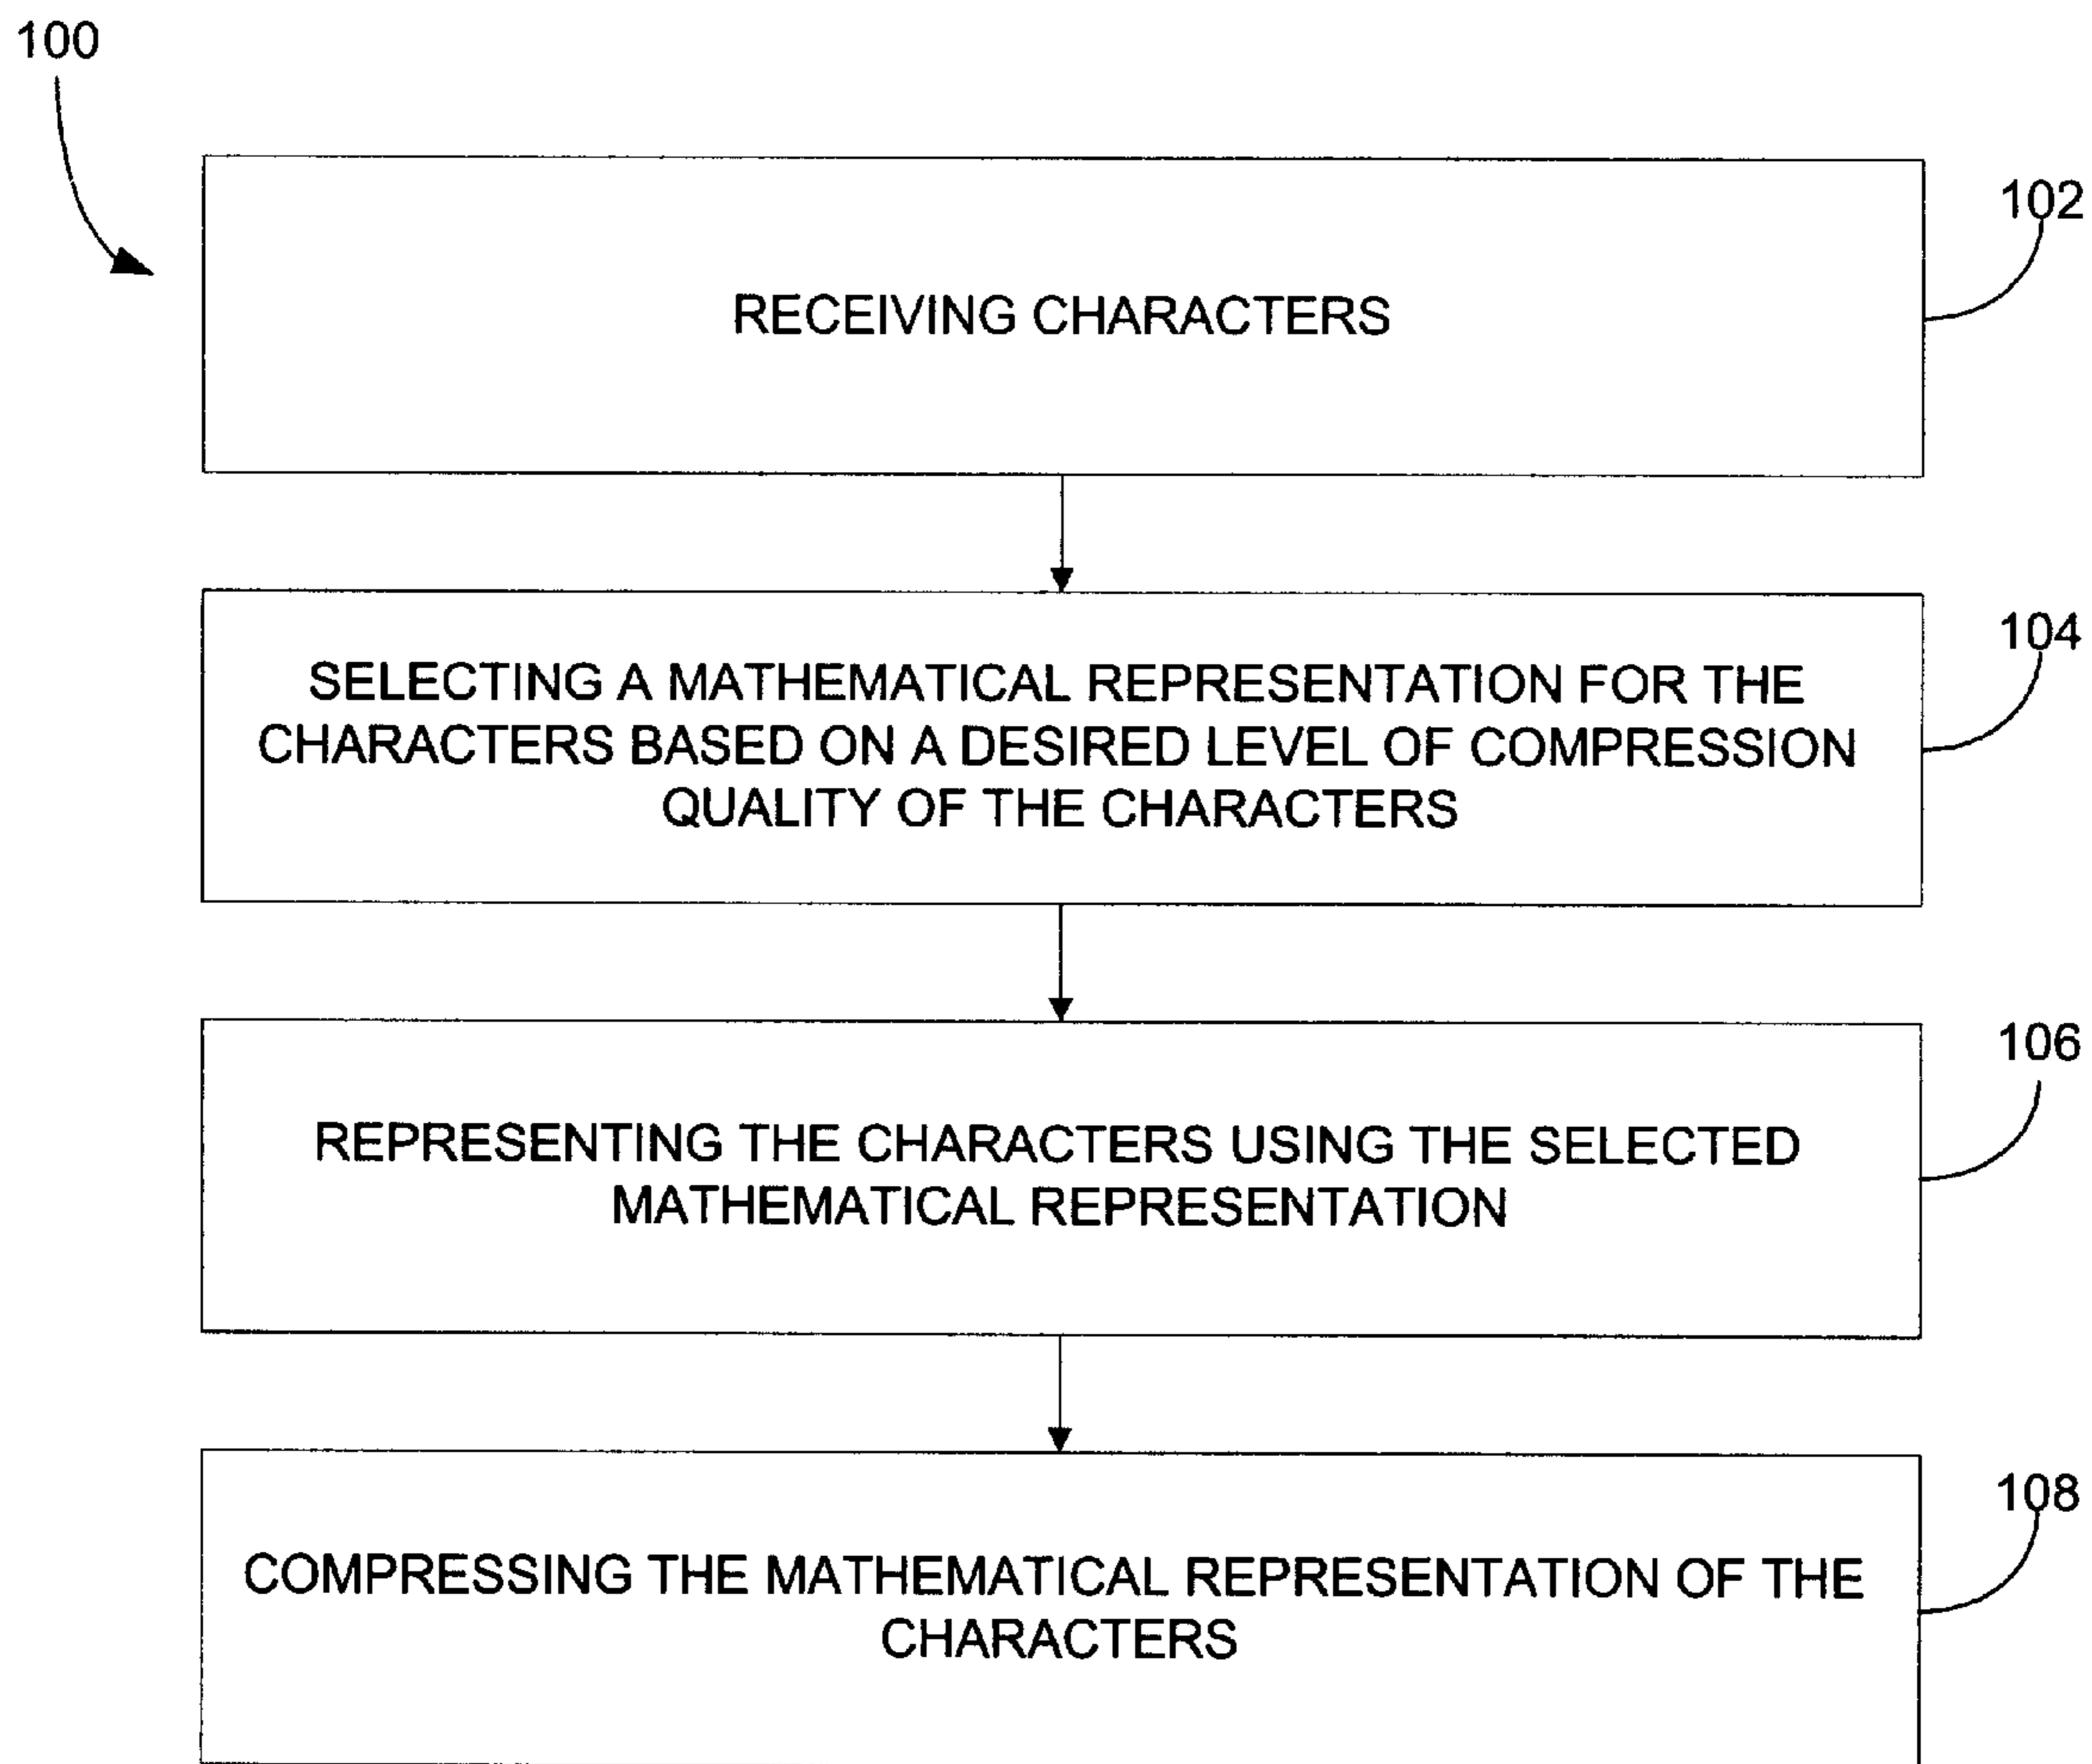 100
102
RECEIVING CHARACTERS
104
SELECTING A MATHEMATICAL REPRESENTATION FOR THE
CHARACTERS BASED ON A DESIRED LEVEL OF COMPRESSION
QUALITY OF THE CHARACTERS
106
REPRESENTING THE CHARACTERS USING THE SELECTED
MATHEMATICAL REPRESENTATION
108
COMPRESSING THE MATHEMATICAL REPRESENTATION OF THE
CHARACTERS